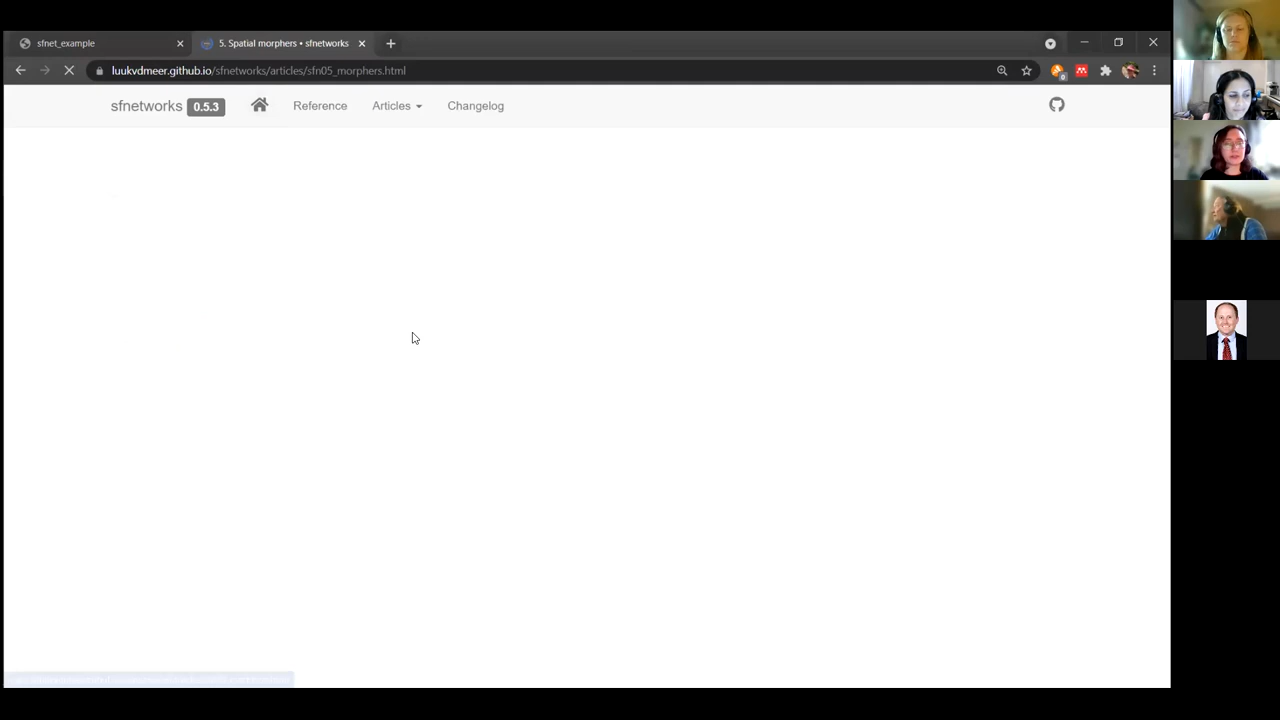 sfnet_example
5. Spatial morphers • sfnetworks
luukvdmeer.github.io/sfnetworks/articles/sfn05_morphers.html
0
sfnetworks 0.5.3 Reference Articles Changelog